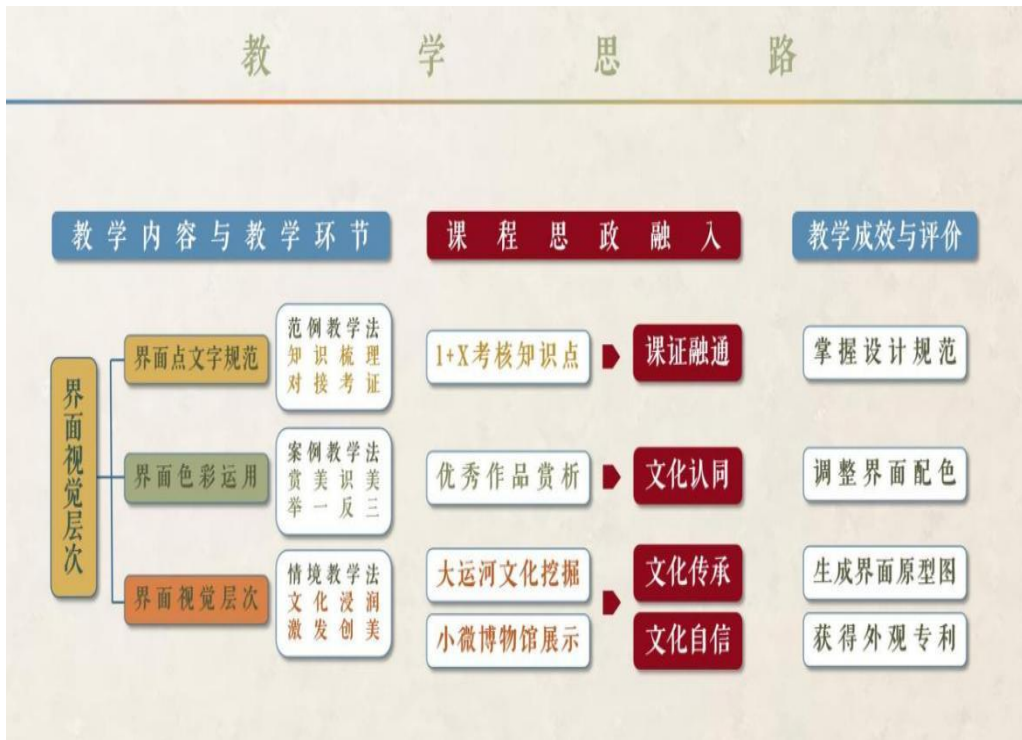 教学思路
教学内容与教学环节
课程思政融入
教学成效与评价
界面视觉层次
界面点文字规范
范例教学法
知识梳理
对接考证
1+X考核知识点
课证融通
掌握设计规范
界面色彩运用
案例教学法
赏美识美
举一反三
优秀作品赏析
文化认同
调整界面配色
界面视觉层次
情境教学法
文化浸润
激发创美
大运河文化挖掘
小微博物馆展示
文化传承
文化自信
生成界面原型图
获得外观专利